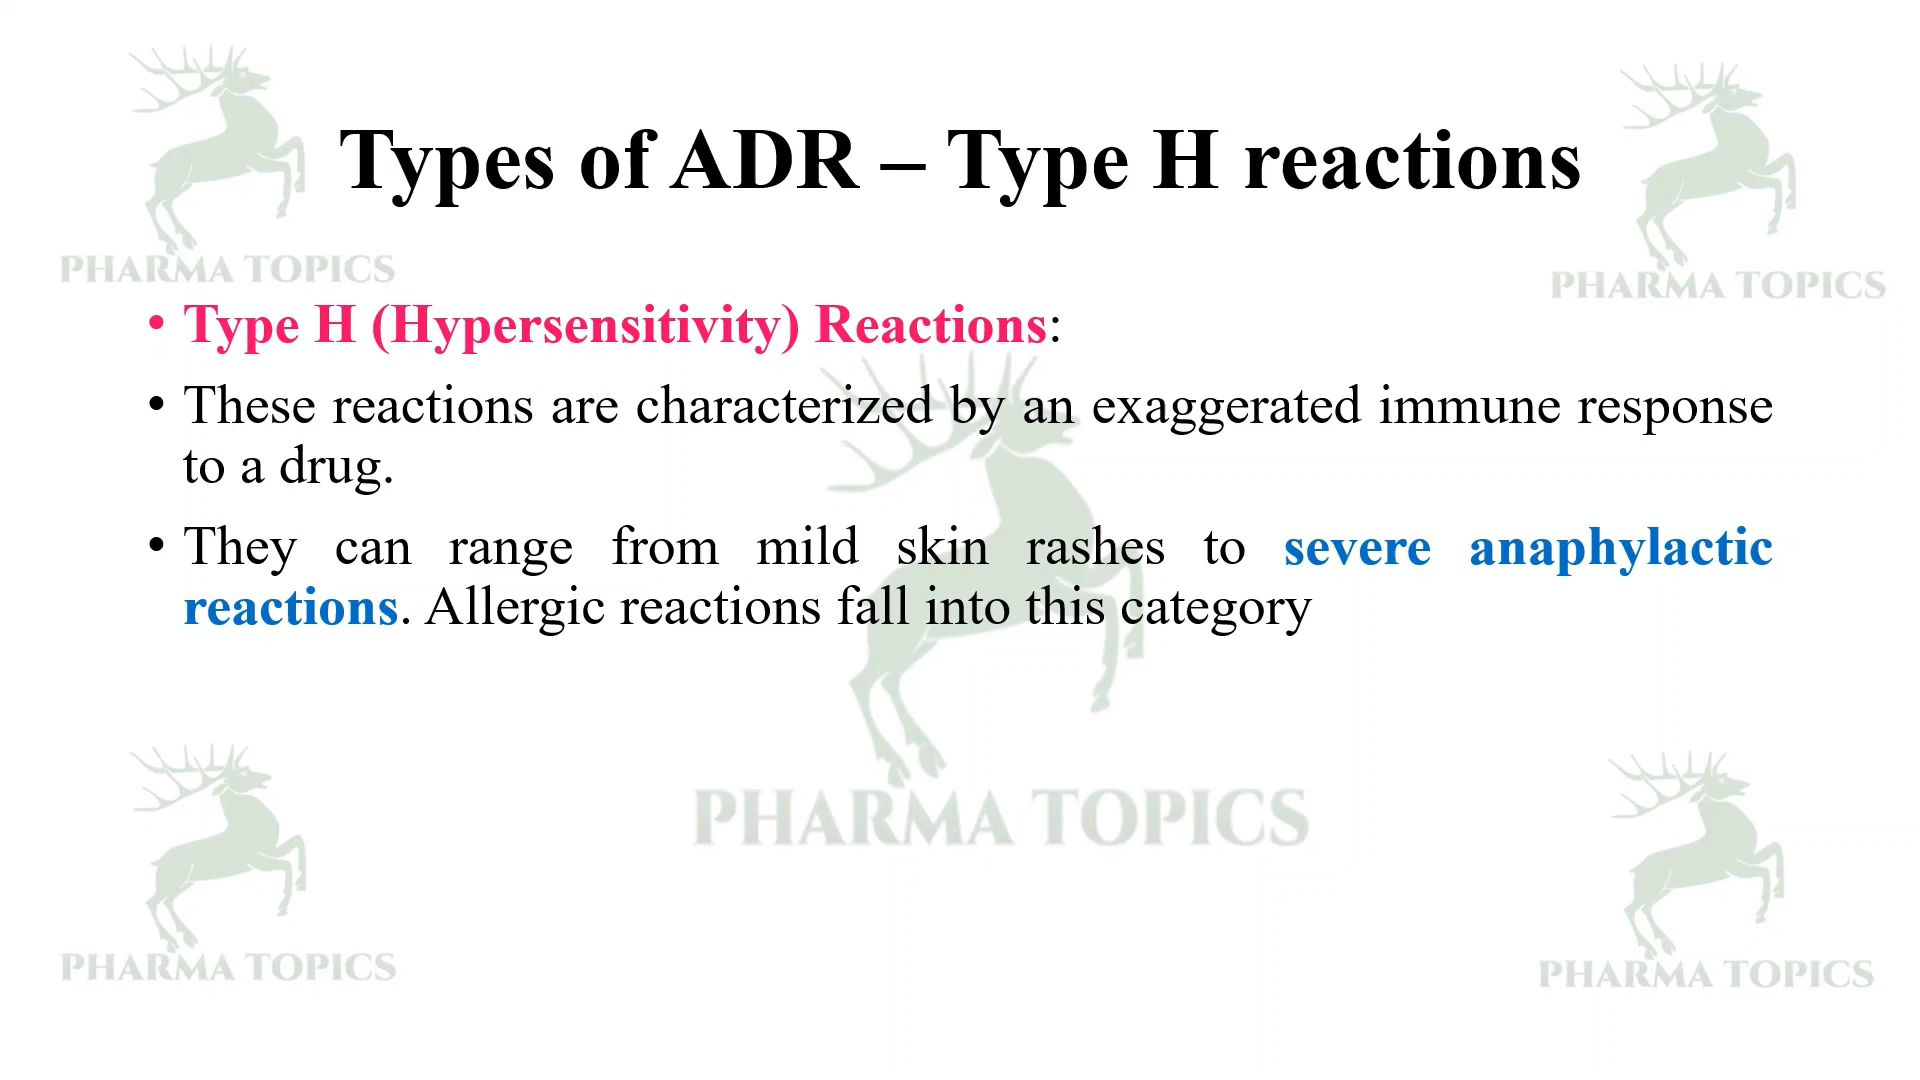 Types of ADR – Type H reactions
PHARMA TOPICS
PHARMA TOPICS
• Type H (Hypersensitivity) Reactions:
• These reactions are characterized by an exaggerated immune response
to a drug.
• They can range from mild skin rashes to severe anaphylactic
reactions. Allergic reactions fall into this category
PHARMA TOPICS
PHARMA TOPICS
PHARMA TOPICS